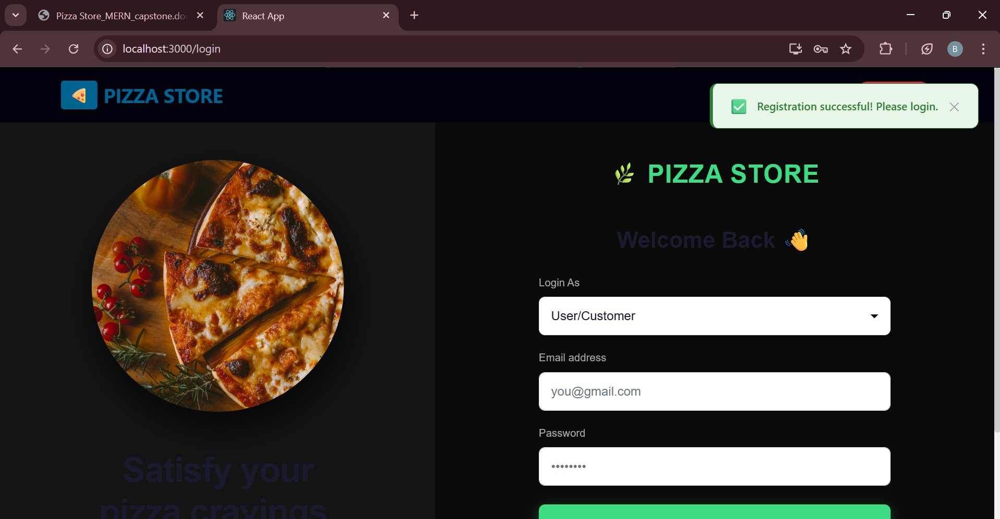 Pizza Store_MERN_capstone.do
React App
localhost:3000/login
B
PIZZA STORE
Registration successful! Please login.
PIZZA STORE
Welcome Back
Login As
User/Customer
Email address
you@gmail.com
Password
••••••••
Satisfy your
pizza cravings